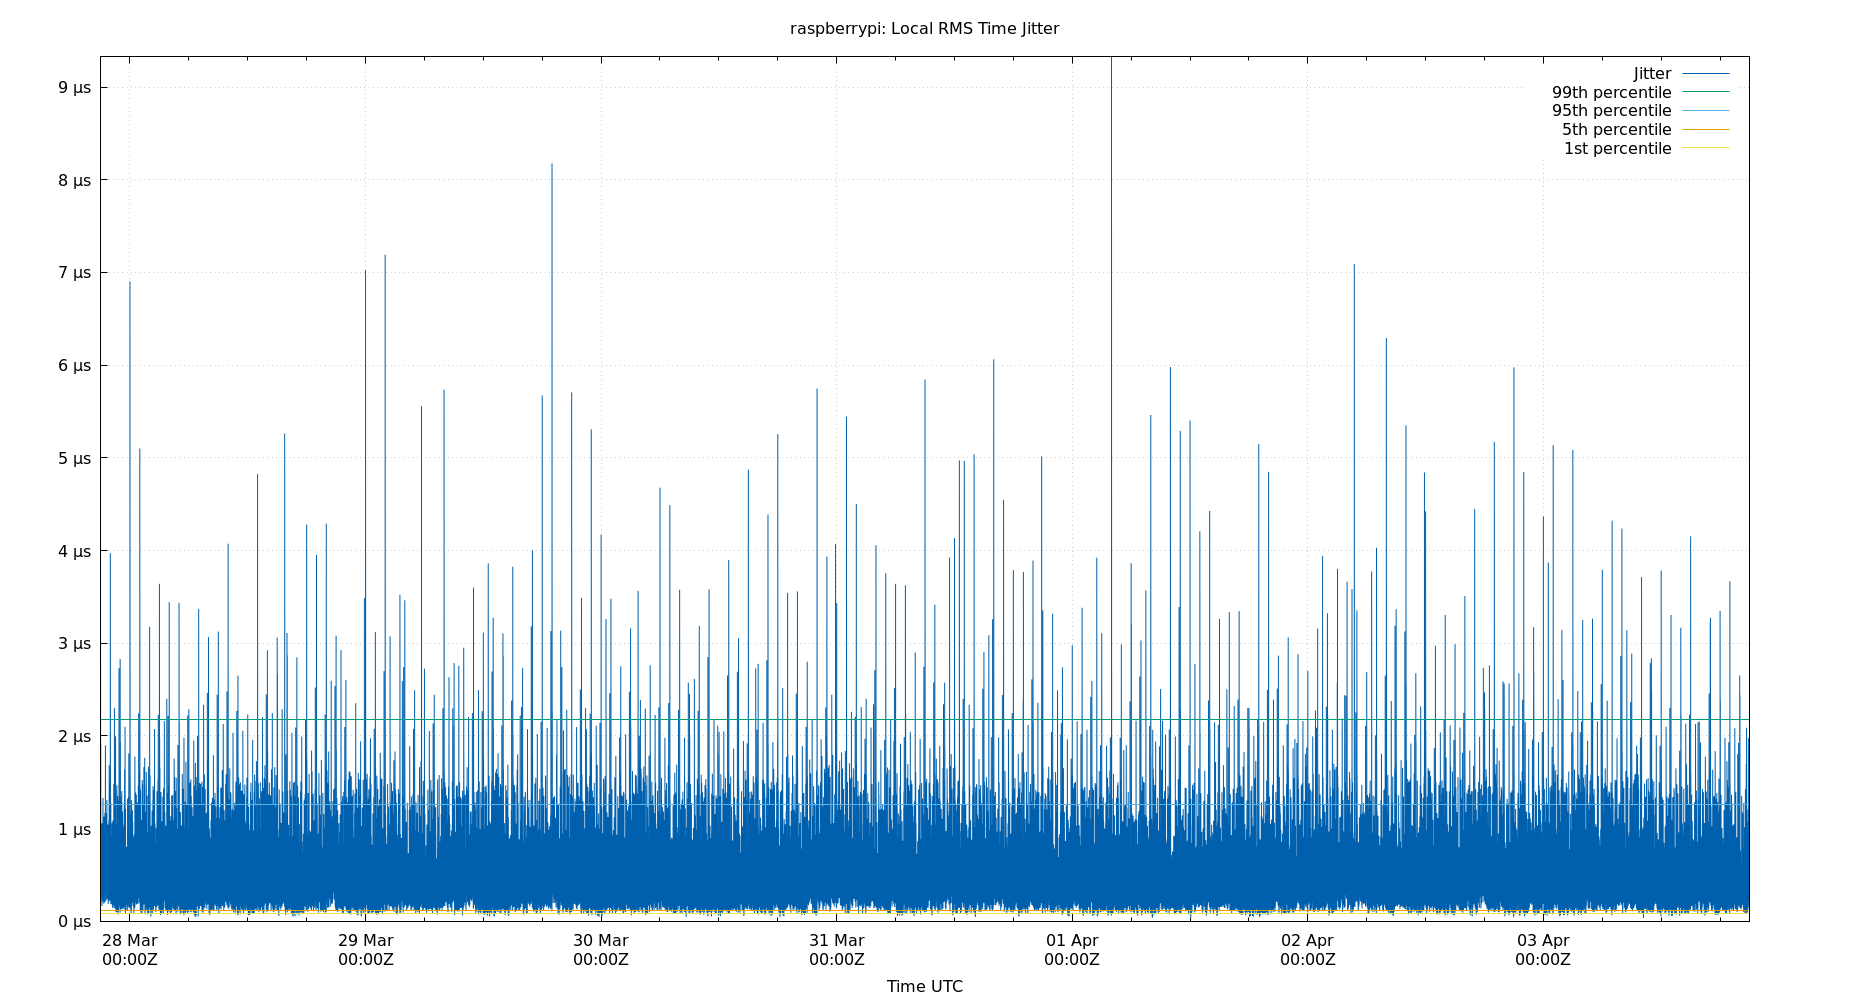 raspberrypi: Local RMS Time Jitter
9 µs
8 µs
7 µs
6 µs
5 µs
4 µs
3 µs
2 µs
1 µs
0 µs
Jitter
99th percentile
95th percentile
5th percentile
1st percentile
28 Mar
00:00Z
29 Mar
00:00Z
30 Mar
00:00Z
31 Mar
00:00Z
01 Apr
00:00Z
02 Apr
00:00Z
03 Apr
00:00Z
Time UTC